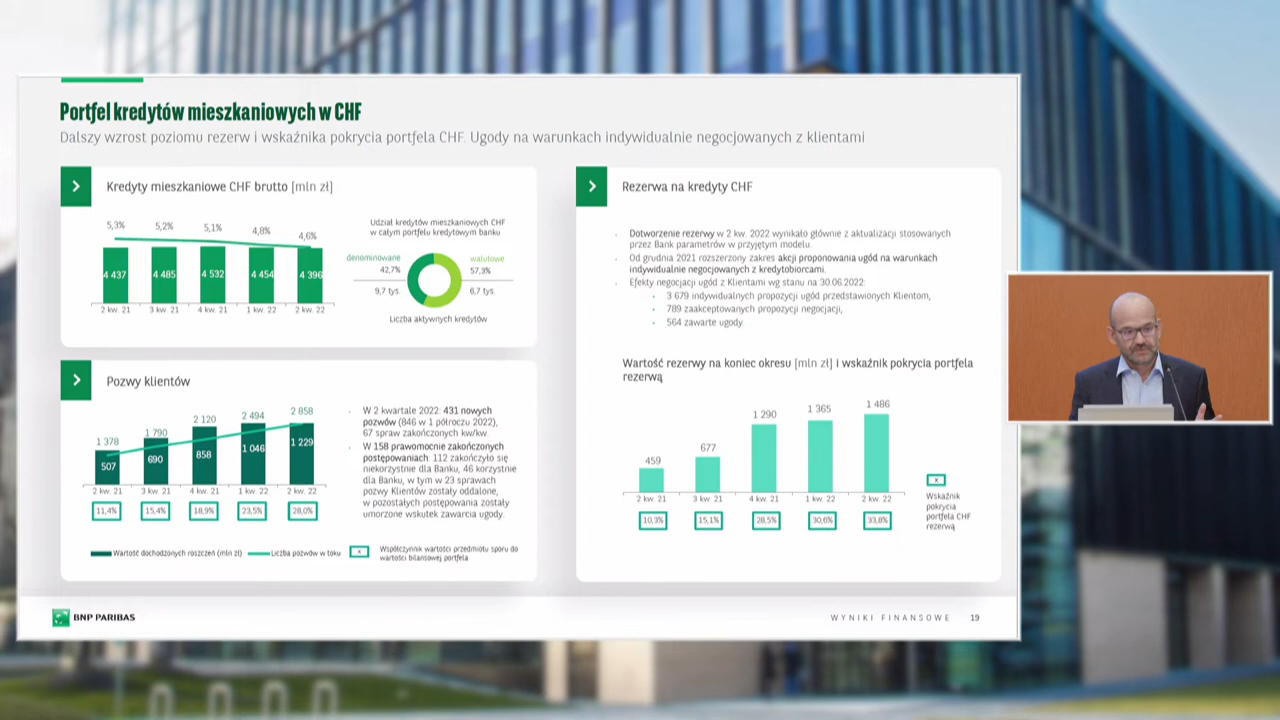 Portfel kredytów mieszkaniowych w CHF
Dalszy wzrost poziomu rezerw i wskaźnika pokrycia portfela CHF. Ugody na warunkach indywidualnie negocjowanych z klientami
Kredyty mieszkaniowe CHF brutto [mln zł]
5,3% 5,2% 5,1% 4,8% 4,6%
4 437 4 485 4 532 4 454 4 396
2 kw. 21 3 kw. 21 4 kw. 21 1 kw. 22 2 kw. 22
Udział kredytów mieszkaniowych CHF
w całym portfelu kredytowym banku
denominowane walutowe
42,7% 57,3%
9,7 tys. 6,7 tys.
Liczba aktywnych kredytów
Pozwy klientów
1 378 1 790 2 120 2 494 2 858
507 690 858 1 046 1 229
2 kw. 21 3 kw. 21 4 kw. 21 1 kw. 22 2 kw. 22
11,4% 15,4% 18,9% 23,5% 28,0%
W 2 kwartale 2022: 431 nowych
pozwów (846 w 1 półroczu 2022),
67 spraw zakończonych kw/kw.
W 158 prawomocnie zakończonych
postępowaniach: 112 zakończyło się
niekorzystnie dla Banku, 46 korzystnie
dla Banku, w tym w 23 sprawach
pozwy Klientów zostały oddalone,
w pozostałych postępowania zostały
umorzone wskutek zawarcia ugody.
Wartość dochodzonych roszczeń (mln zł) Liczba pozwów w toku
x Współczynnik wartości przedmiotu sporu do
wartości bilansowej portfela
Rezerwa na kredyty CHF
Dotworzenie rezerwy w 2 kw. 2022 wynikało głównie z aktualizacji stosowanych
przez Bank parametrów w przyjętym modelu.
Od grudnia 2021 rozszerzony zakres akcji proponowania ugód na warunkach
indywidualnie negocjowanych z kredytobiorcami.
Efekty negocjacji ugód z Klientami wg stanu na 30.06.2022:
3 679 indywidualnych propozycji ugód przedstawionych Klientom,
789 zaakceptowanych propozycji negocjacji,
564 zawarte ugody.
Wartość rezerwy na koniec okresu [mln zł] i wskaźnik pokrycia portfela
rezerwą
459 677 1 290 1 365 1 486
2 kw. 21 3 kw. 21 4 kw. 21 1 kw. 22 2 kw. 22
10,3% 15,1% 28,5% 30,6% 33,8%
x
Wskaźnik
pokrycia
portfela CHF
rezerwą
BNP PARIBAS
WYNIKI FINANSOWE 19